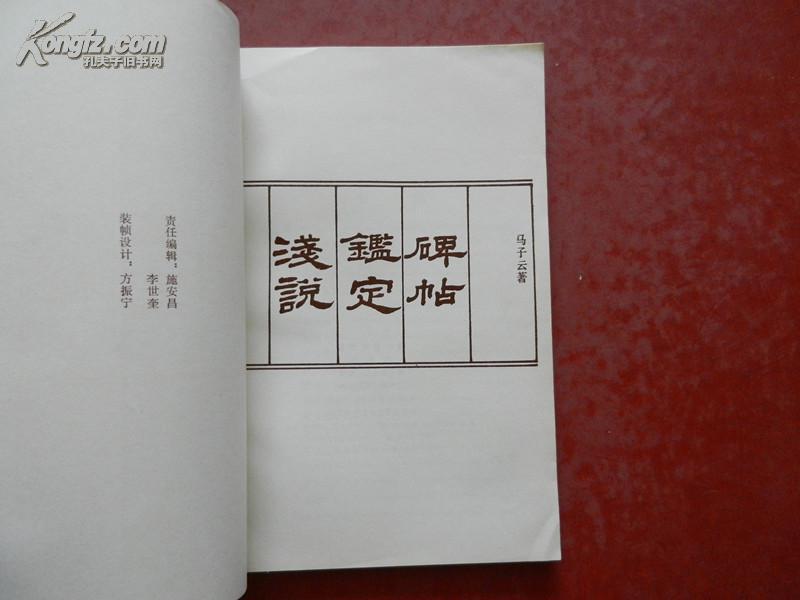 Kongfz.com
孔夫子旧书网
马子云著
碑帖
鑑定
淺說
责任编辑：施安昌
李世奎
装帧设计：方振宁